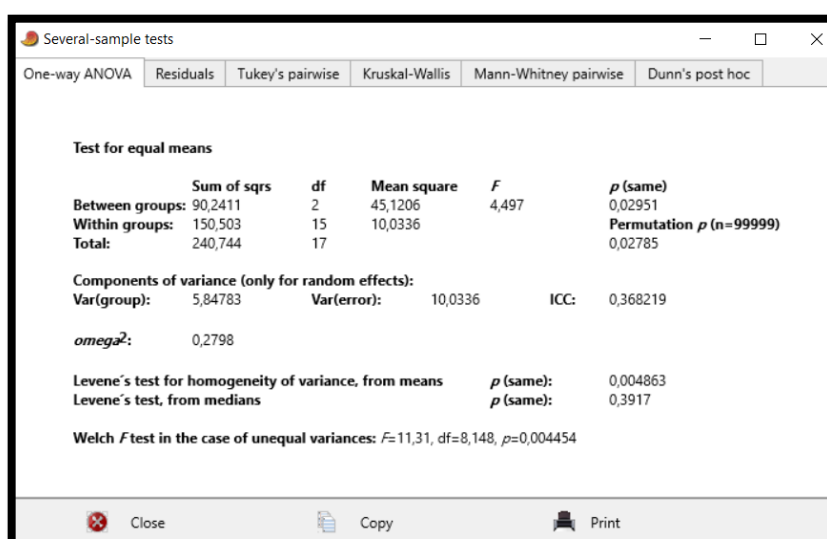 Several-sample tests
One-way ANOVA Residuals Tukey's pairwise Kruskal-Wallis Mann-Whitney pairwise Dunn's post hoc
Test for equal means
Sum of sqrs df Mean square F p (same)
Between groups: 90,2411 2 45,1206 4,497 0,02951
Within groups: 150,503 15 10,0336 Permutation p (n=99999)
Total: 240,744 17 0,02785
Components of variance (only for random effects):
Var(group): 5,84783 Var(error): 10,0336 ICC: 0,368219
omega2: 0,2798
Levene´s test for homogeneity of variance, from means p (same): 0,004863
Levene´s test, from medians p (same): 0,3917
Welch F test in the case of unequal variances: F=11,31, df=8,148, p=0,004454
Close Copy Print